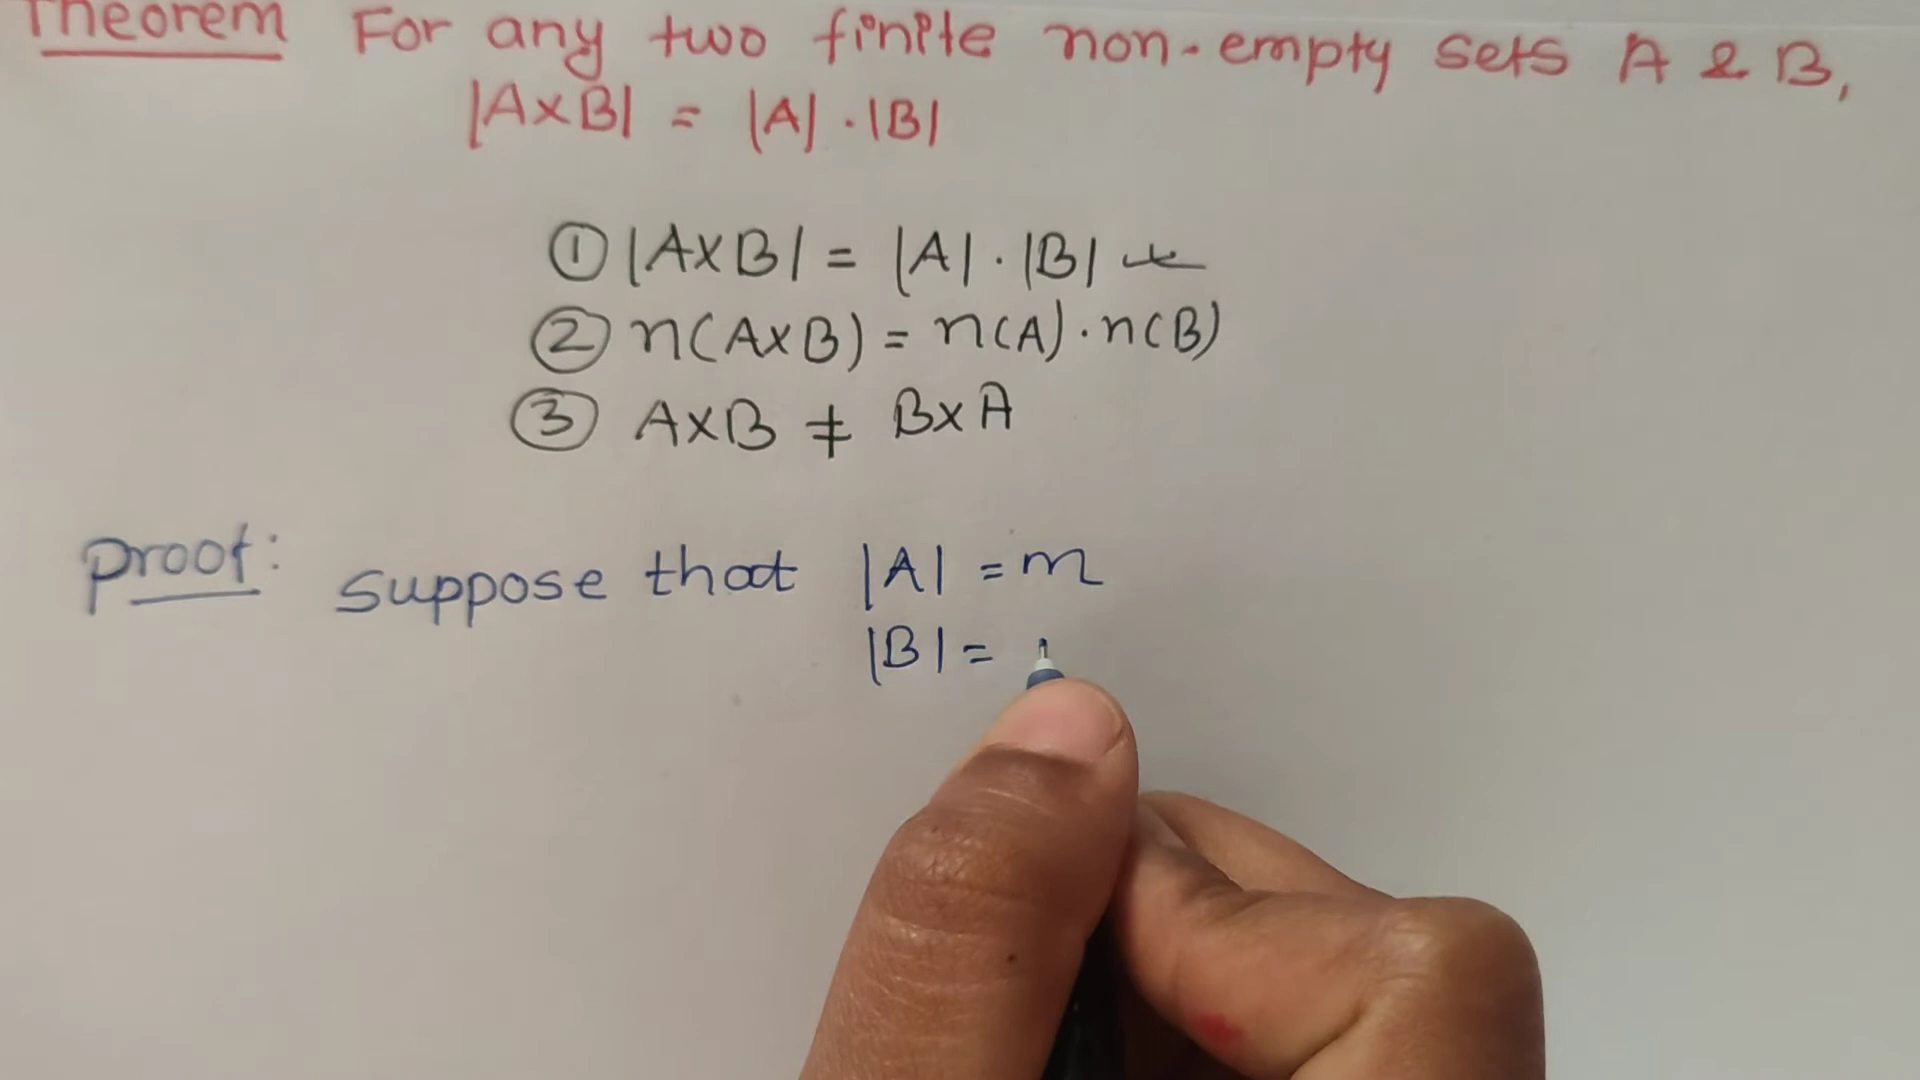 Theorem For any two finite non-empty sets A & B,
|A×B| = |A|·|B|
① |A×B| = |A|·|B|
② n(A×B) = n(A)·n(B)
③ A×B ≠ B×A
Proof: Suppose that |A| = m
|B| =